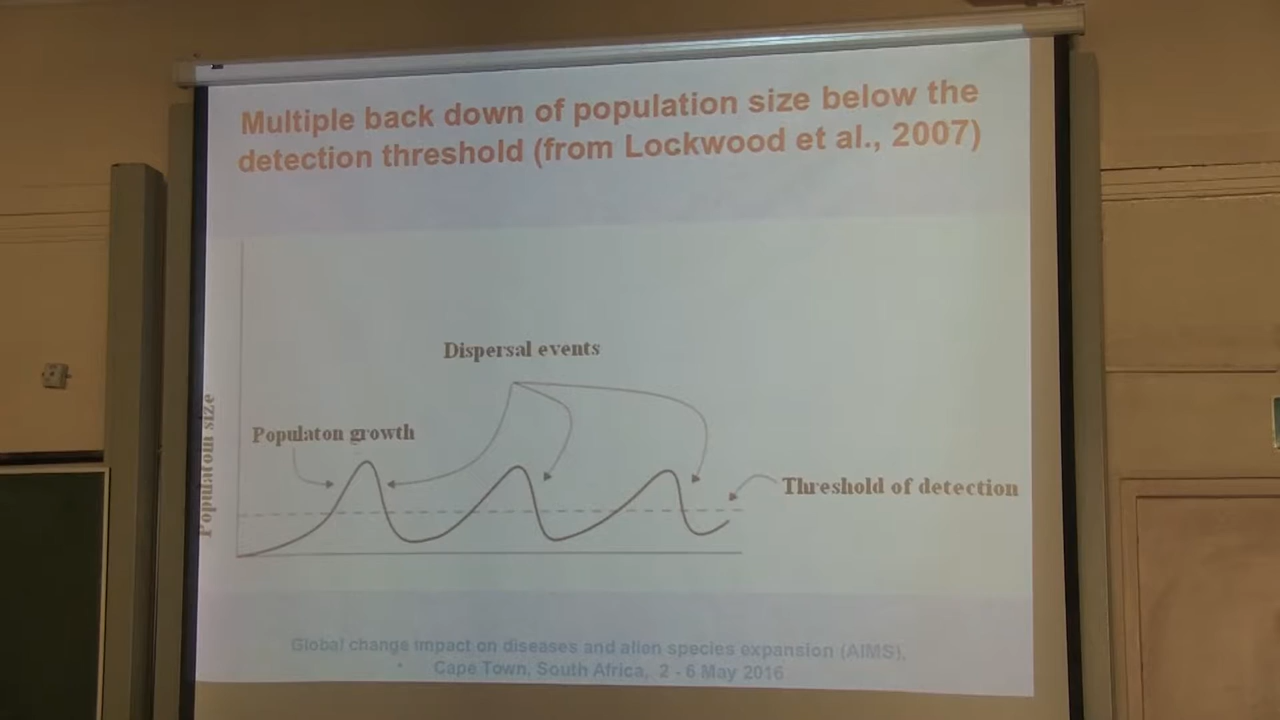 Multiple back down of population size below the
detection threshold (from Lockwood et al., 2007)
Dispersal events
Populaton growth
Threshold of detection
Populatom size
Global change impact on diseases and alien species expansion (AIMS),
Cape Town, South Africa, 2 - 6 May 2016